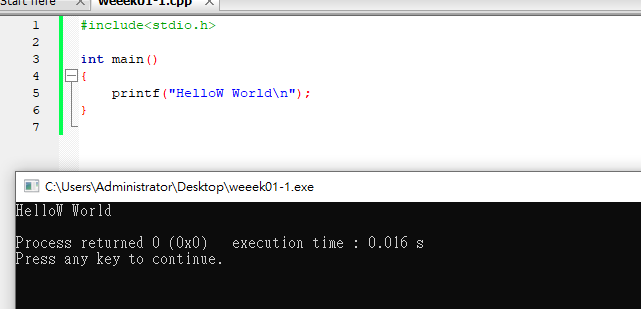 Start here
weeek01-1.cpp
1 #include<stdio.h>
2
3 int main()
4 {
5 printf("HelloW World\n");
6 }
7
C:\Users\Administrator\Desktop\weeek01-1.exe
HelloW World
Process returned 0 (0x0) execution time : 0.016 s
Press any key to continue.